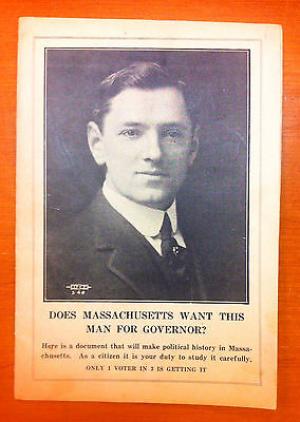 DOES MASSACHUSETTS WANT THIS
MAN FOR GOVERNOR?
Here is a document that will make political history in Massa-
chusetts. As a citizen it is your duty to study it carefully.
ONLY 1 VOTER IN 3 IS GETTING IT